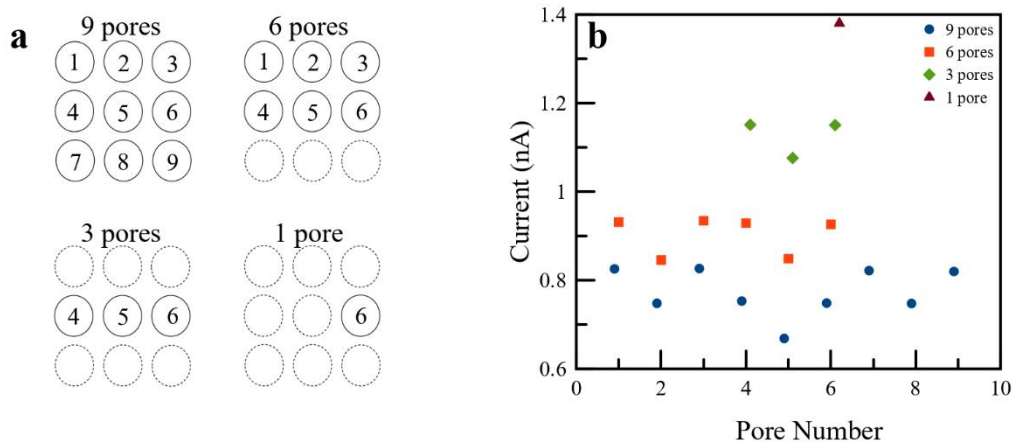 a
9 pores
1 2 3
4 5 6
7 8 9
6 pores
1 2 3
4 5 6
3 pores
4 5 6
1 pore
6
b
1.4
1.2
1
0.8
0.6
Current (nA)
0 2 4 6 8 10
Pore Number
9 pores
6 pores
3 pores
1 pore